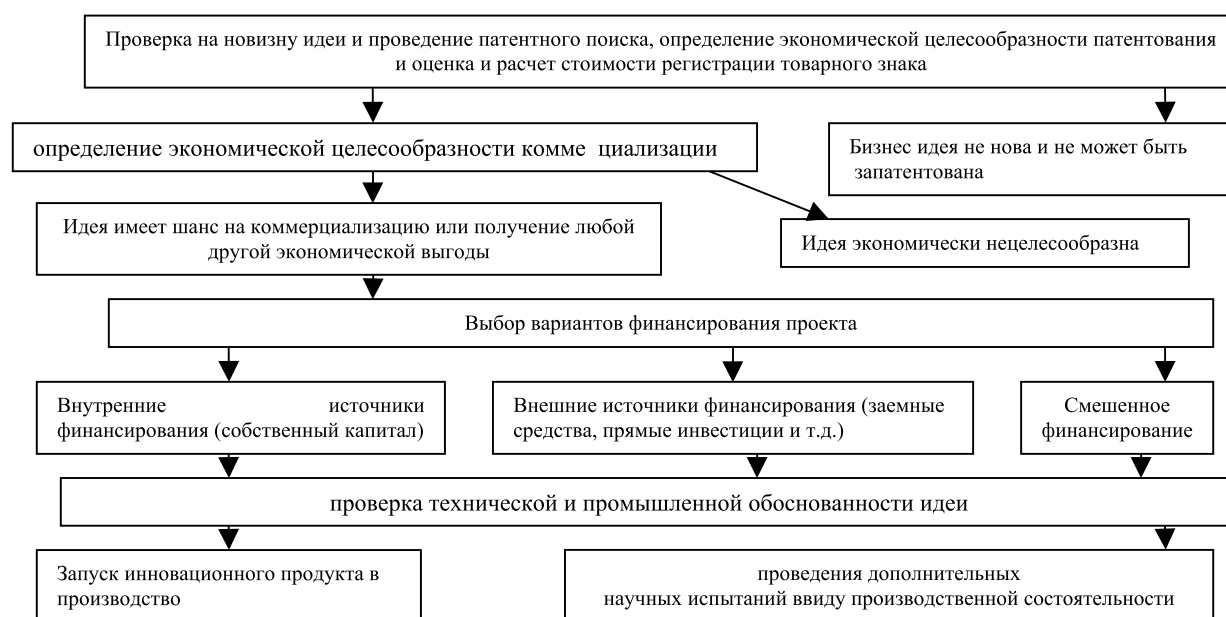 Проверка на новизну идеи и проведение патентного поиска, определение экономической целесообразности патентования
и оценка и расчет стоимости регистрации товарного знака
определение экономической целесообразности комме циализации
Бизнес идея не нова и не может быть
запатентована
Идея имеет шанс на коммерциализацию или получение любой
другой экономической выгоды
Идея экономически нецелесообразна
Выбор вариантов финансирования проекта
Внутренние источники
финансирования (собственный капитал)
Внешние источники финансирования (заемные
средства, прямые инвестиции и т.д.)
Смешенное
финансирование
проверка технической и промышленной обоснованности идеи
Запуск инновационного продукта в
производство
проведения дополнительных
научных испытаний ввиду производственной состоятельности